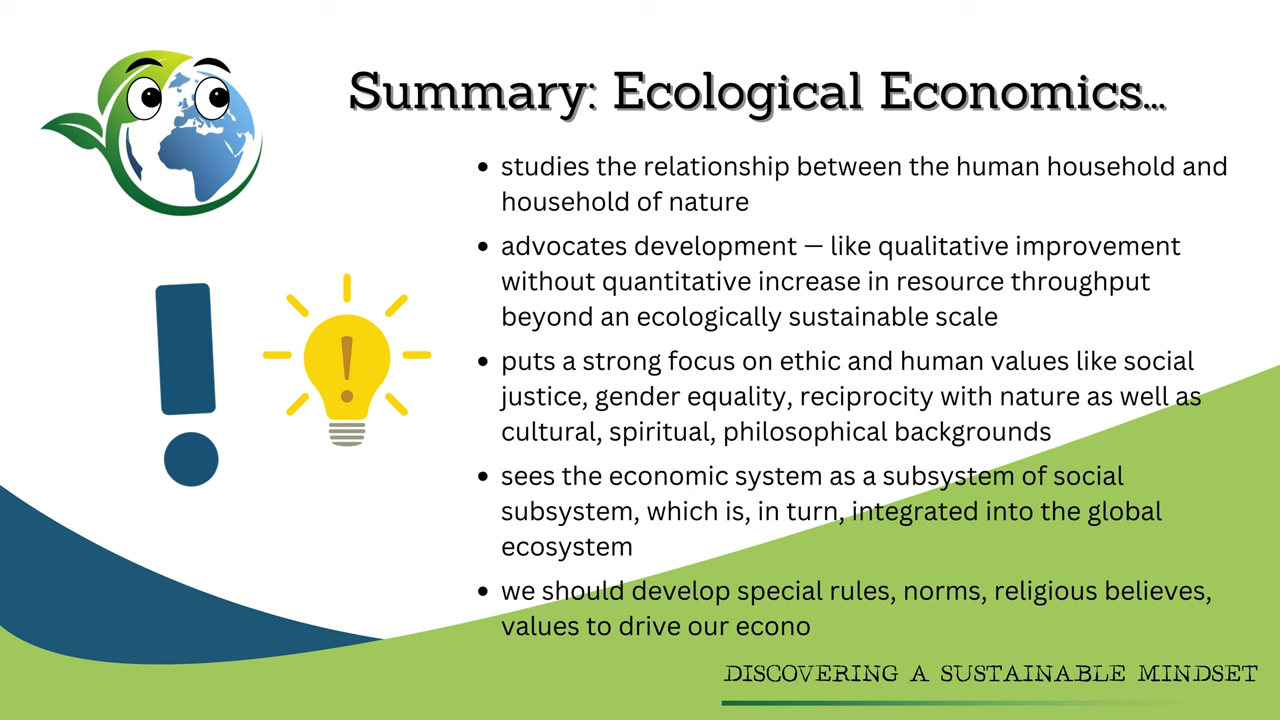 Summary: Ecological Economics...
• studies the relationship between the human household and
household of nature
• advocates development — like qualitative improvement
without quantitative increase in resource throughput
beyond an ecologically sustainable scale
• puts a strong focus on ethic and human values like social
justice, gender equality, reciprocity with nature as well as
cultural, spiritual, philosophical backgrounds
• sees the economic system as a subsystem of social
subsystem, which is, in turn, integrated into the global
ecosystem
• we should develop special rules, norms, religious believes,
values to drive our econo
DISCOVERING A SUSTAINABLE MINDSET